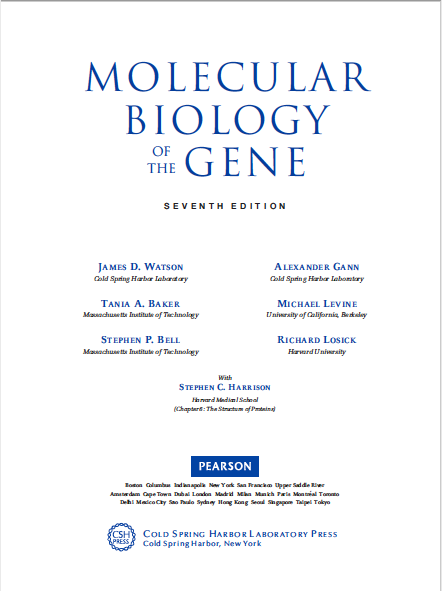 MOLECULAR
BIOLOGY
OF THE GENE
SEVENTH EDITION
JAMES D. WATSON
Cold Spring Harbor Laboratory
ALEXANDER GANN
Cold Spring Harbor Laboratory
TANIA A. BAKER
Massachusetts Institute of Technology
MICHAEL LEVINE
University of California, Berkeley
STEPHEN P. BELL
Massachusetts Institute of Technology
RICHARD LOSICK
Harvard University
With
STEPHEN C. HARRISON
Harvard Medical School
(Chapter 6: The Structure of Proteins)
PEARSON
Boston Columbus Indianapolis New York San Francisco Upper Saddle River
Amsterdam Cape Town Dubai London Madrid Milan Munich Paris Montréal Toronto
Delhi Mexico City Sao Paulo Sydney Hong Kong Seoul Singapore Taipei Tokyo
CSH
PRESS
COLD SPRING HARBOR LABORATORY PRESS
Cold Spring Harbor, New York